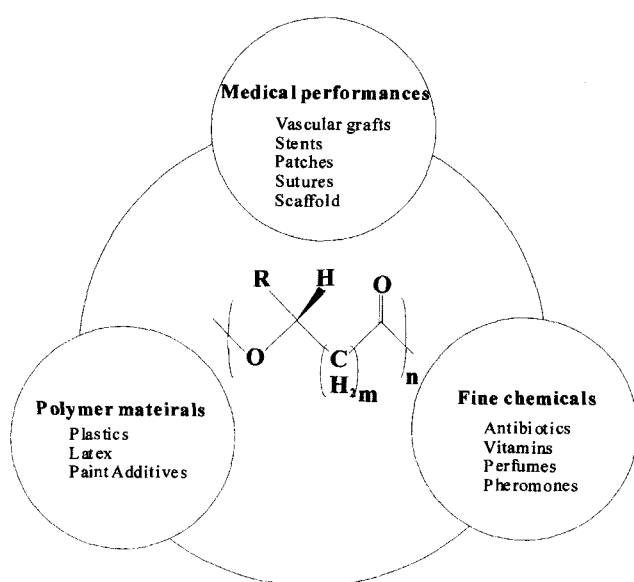 Medical performances
Vascular grafts
Stents
Patches
Sutures
Scaffold
R H O
O C
H₂ m n
Polymer mateirals
Plastics
Latex
Paint Additives
Fine chemicals
Antibiotics
Vitamins
Perfumes
Pheromones